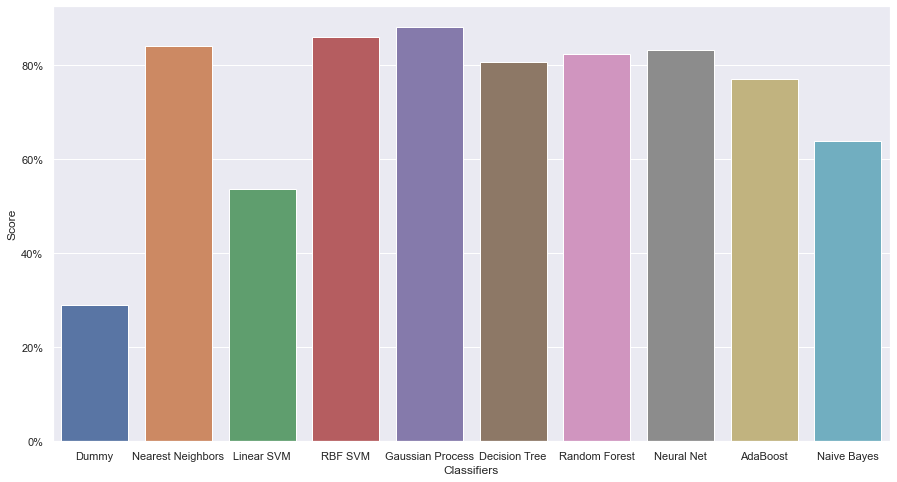 80%
60%
40%
20%
0%
Score
Dummy Nearest Neighbors Linear SVM RBF SVM Gaussian Process Decision Tree Random Forest Neural Net AdaBoost Naive Bayes
Classifiers